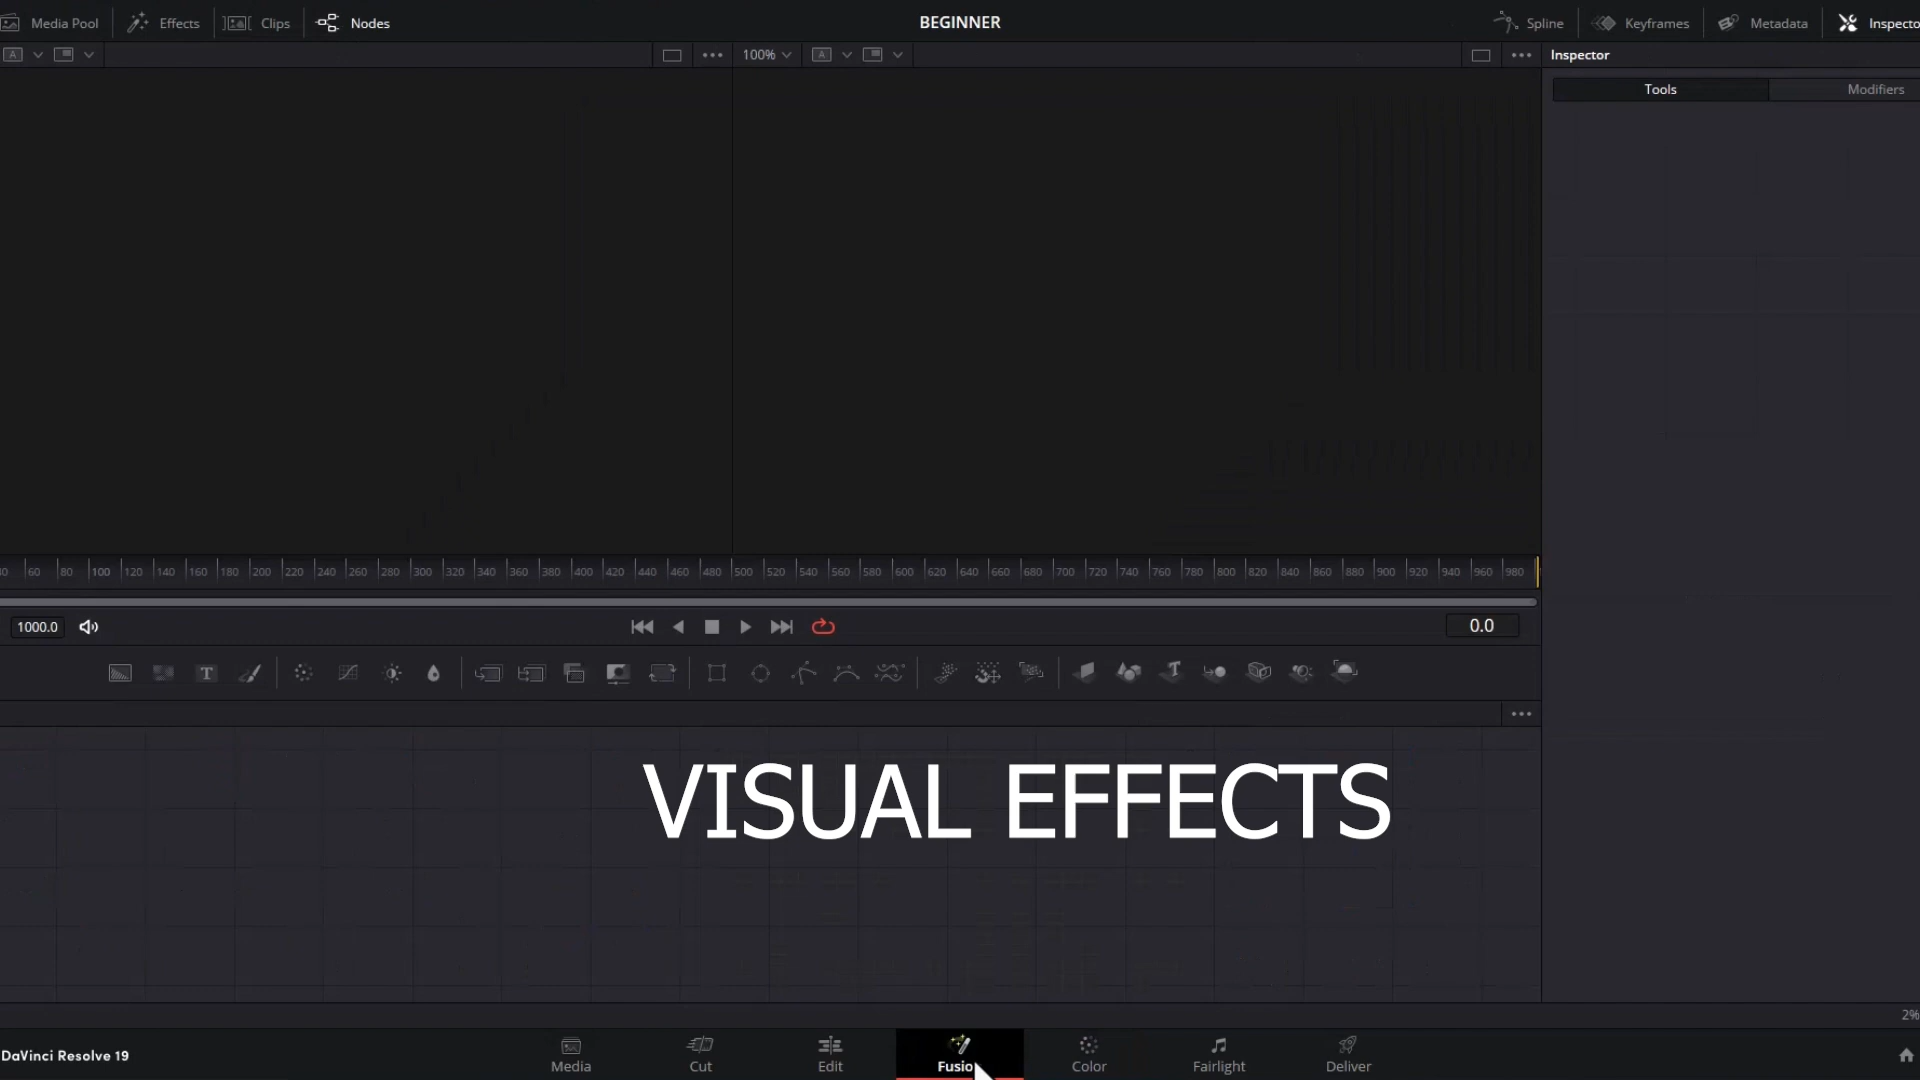 Media Pool Effects Clips Nodes BEGINNER Spline Keyframes Metadata Inspecto
A 100% A Inspector
Tools Modifiers
60 80 100 120 140 160 180 200 220 240 260 280 300 320 340 360 380 400 420 440 460 480 500 520 540 560 580 600 620 640 660 680 700 720 740 760 780 800 820 840 860 880 900 920 940 960 980
1000.0 0.0
T T
VISUAL EFFECTS
2%
DaVinci Resolve 19 Media Cut Edit Fusio Color Fairlight Deliver